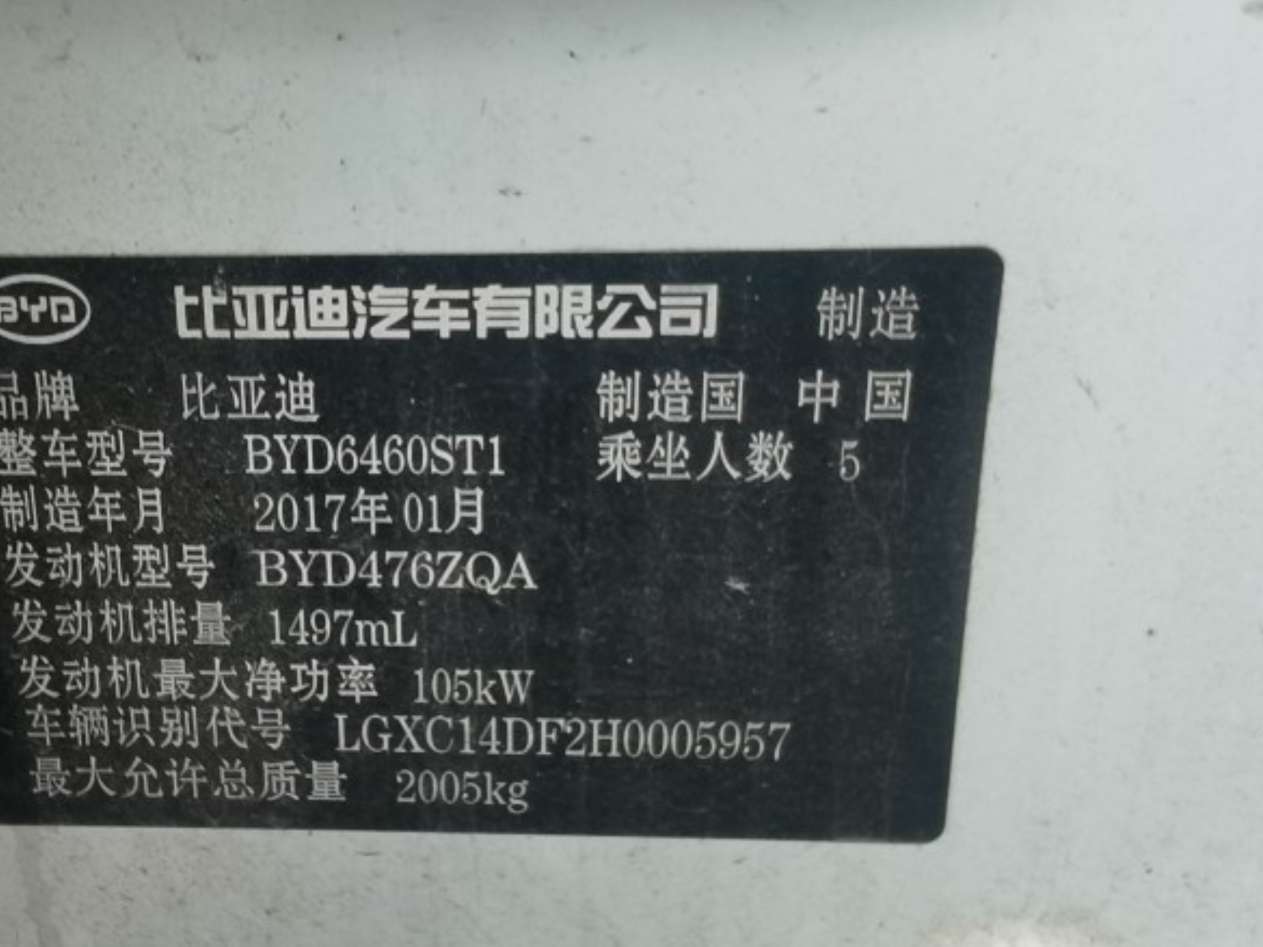 BYD 比亚迪汽车有限公司 制造
品牌 比亚迪 制造国 中国
整车型号 BYD6460ST1 乘坐人数 5
制造年月 2017年01月
发动机型号 BYD476ZQA
发动机排量 1497mL
发动机最大净功率 105kW
车辆识别代号 LGXC14DF2H0005957
最大允许总质量 2005kg